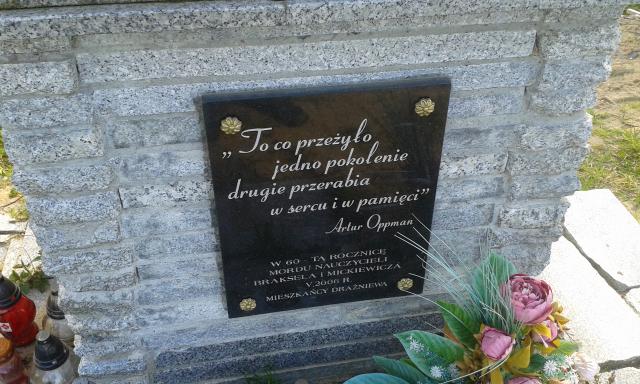 „To co przeżyło
jedno pokolenie
drugie przerabia
w sercu i w pamięci”
Artur Oppman
W 60 - TĄ ROCZNICĘ
MORDU NAUCZYCIELI
BRAKSELA I MICKIEWICZA
V.2006 R
MIESZKAŃCY DRAŻNIEWA